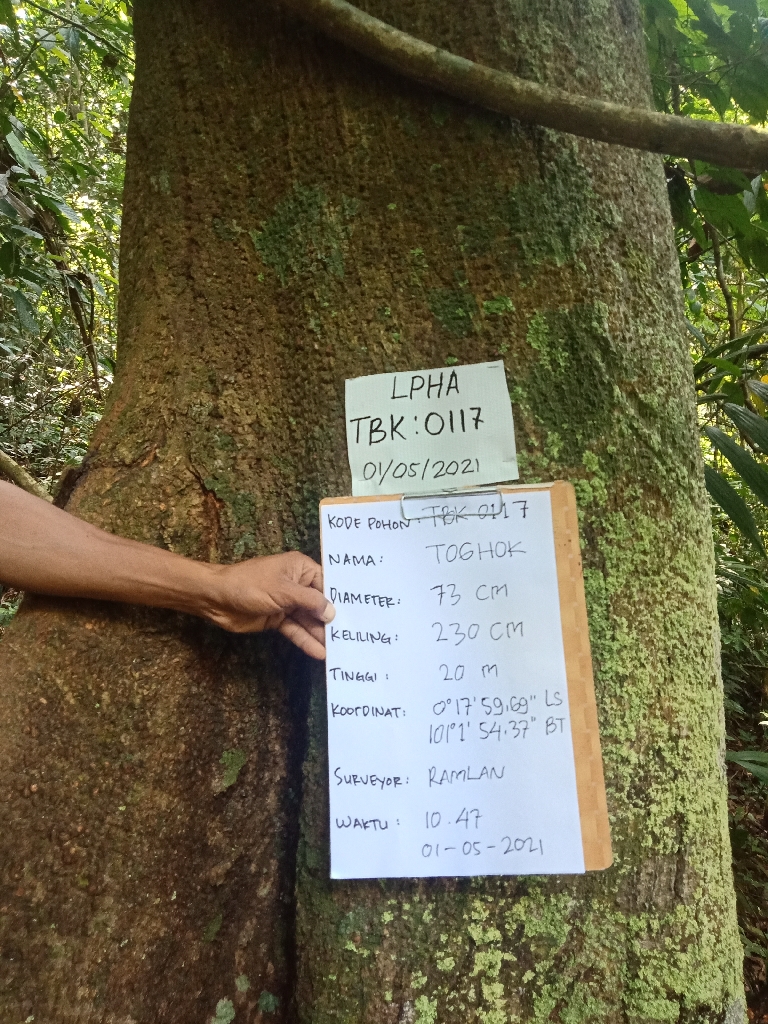 LPHA
TBK:0117
01/05/2021
KODE POHON: TBK 0117
NAMA: TOGHOK
DIAMETER: 73 CM
KELILING: 230 CM
TINGGI: 20 M
KOORDINAT: 0°17'59,69" LS
101°1'54.37" BT
SURVEYOR: RAMLAN
WAKTU: 10.47
01-05-2021